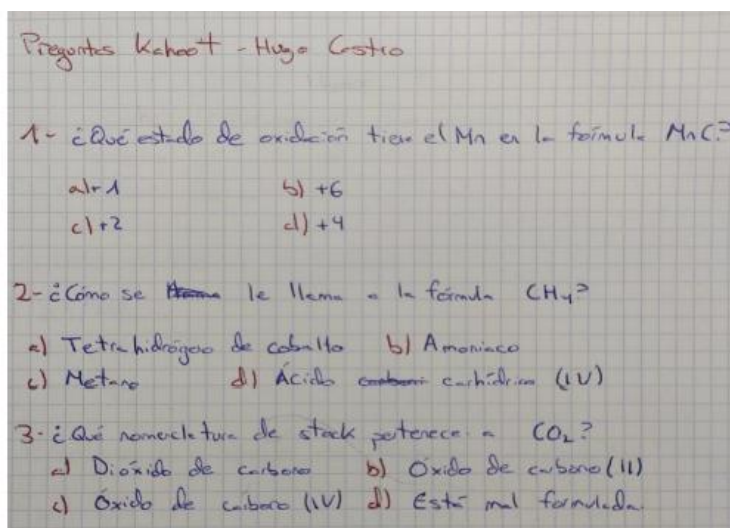 Preguntas Kahoot - Hugo Castro
1- ¿Qué estado de oxidación tiene el Mn en la fórmula MnC?
a) +1 b) +6
c) +2 d) +4
2- ¿Cómo se le llama a la fórmula CH₄?
a) Tetrahidrógeno de coballo b) Amoniaco
c) Metano d) Ácido carhídrico (IV)
3- ¿Qué nomenclatura de stock pertenece a CO₂?
a) Dióxido de carbono b) Óxido de carbono (II)
c) Óxido de carbono (IV) d) Está mal formulada.